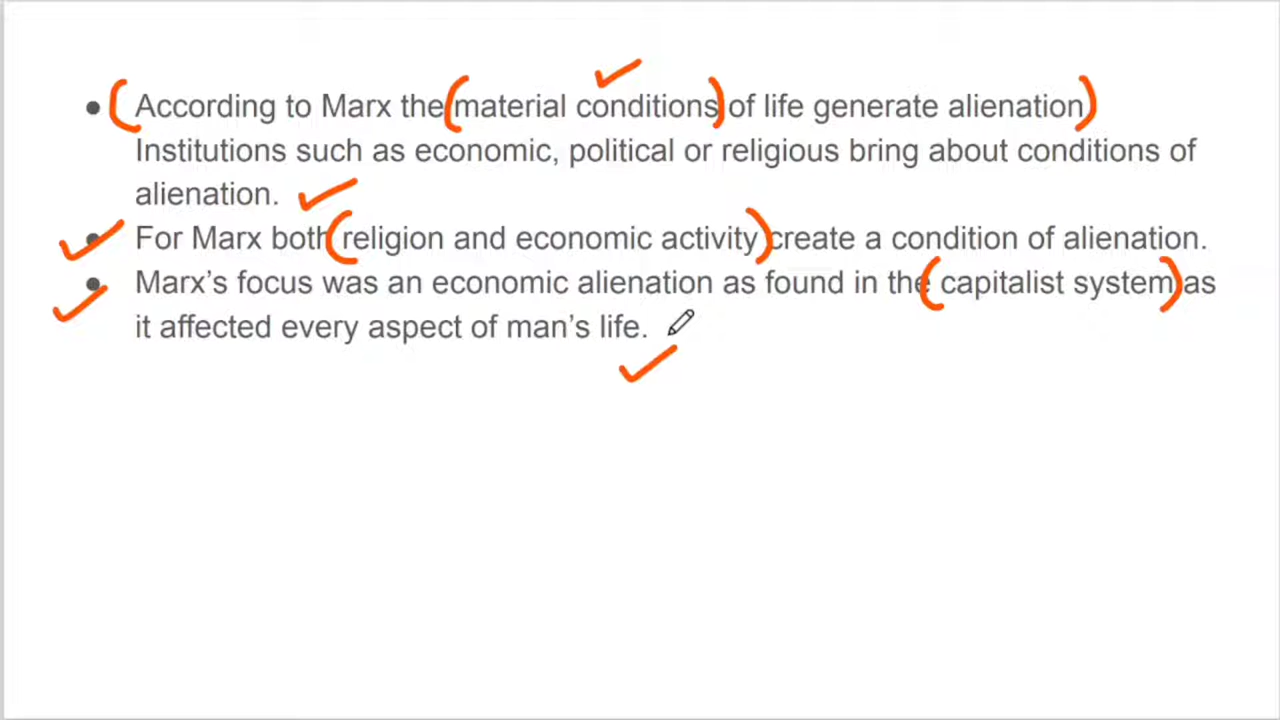 • According to Marx the material conditions of life generate alienation
Institutions such as economic, political or religious bring about conditions of
alienation.
• For Marx both religion and economic activity create a condition of alienation.
• Marx’s focus was an economic alienation as found in the capitalist system as
it affected every aspect of man’s life.